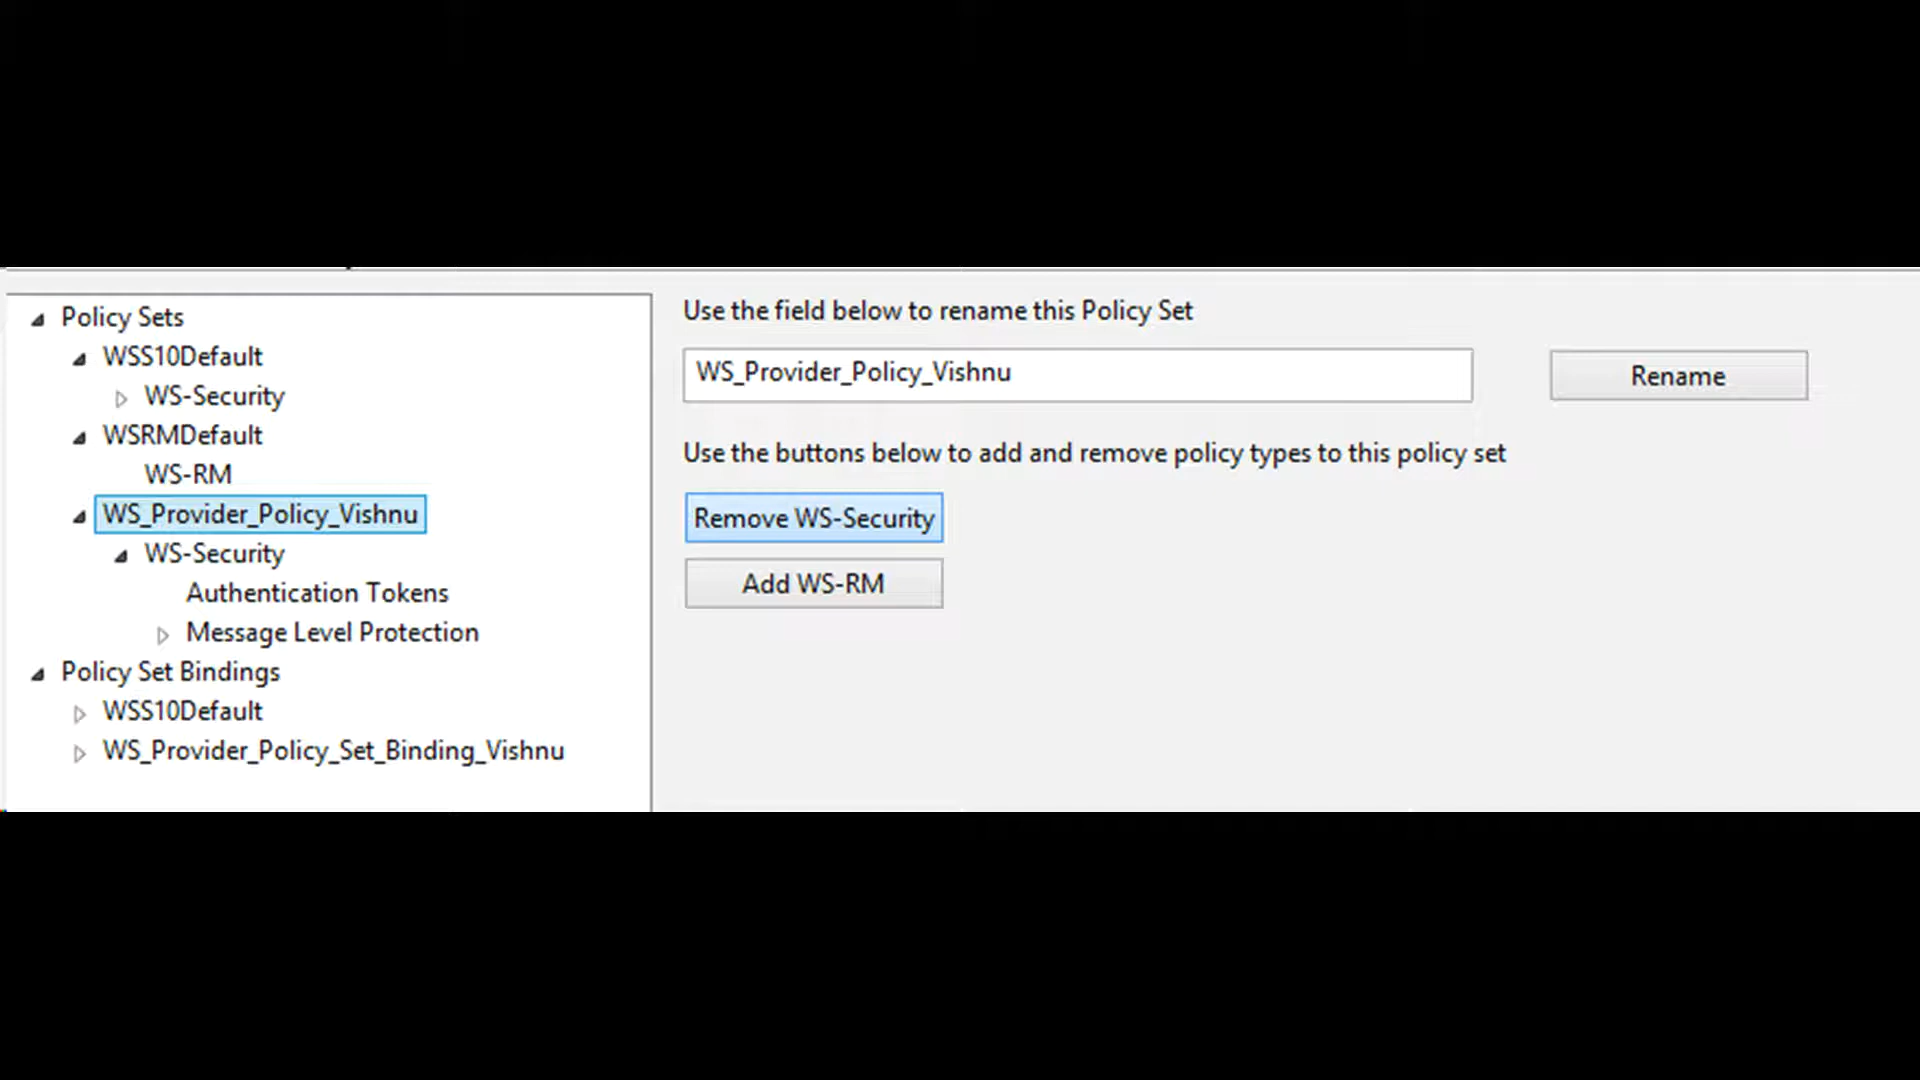 Policy Sets
WSS10Default
WS-Security
WSRMDefault
WS-RM
WS_Provider_Policy_Vishnu
WS-Security
Authentication Tokens
Message Level Protection
Policy Set Bindings
WSS10Default
WS_Provider_Policy_Set_Binding_Vishnu
Use the field below to rename this Policy Set
WS_Provider_Policy_Vishnu
Rename
Use the buttons below to add and remove policy types to this policy set
Remove WS-Security
Add WS-RM